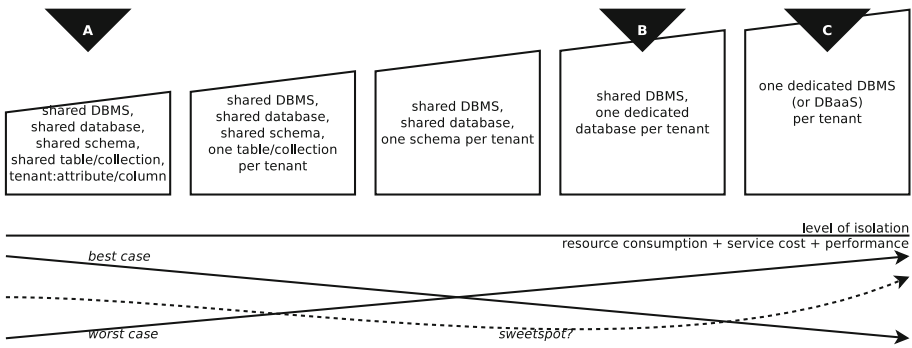 A
B
C
shared DBMS,
shared database,
shared schema,
shared table/collection,
tenant:attribute/column
shared DBMS,
shared database,
shared schema,
one table/collection
per tenant
shared DBMS,
shared database,
one schema per tenant
shared DBMS,
one dedicated
database per tenant
one dedicated DBMS
(or DBaaS)
per tenant
level of isolation
resource consumption + service cost + performance
best case
worst case
sweetspot?